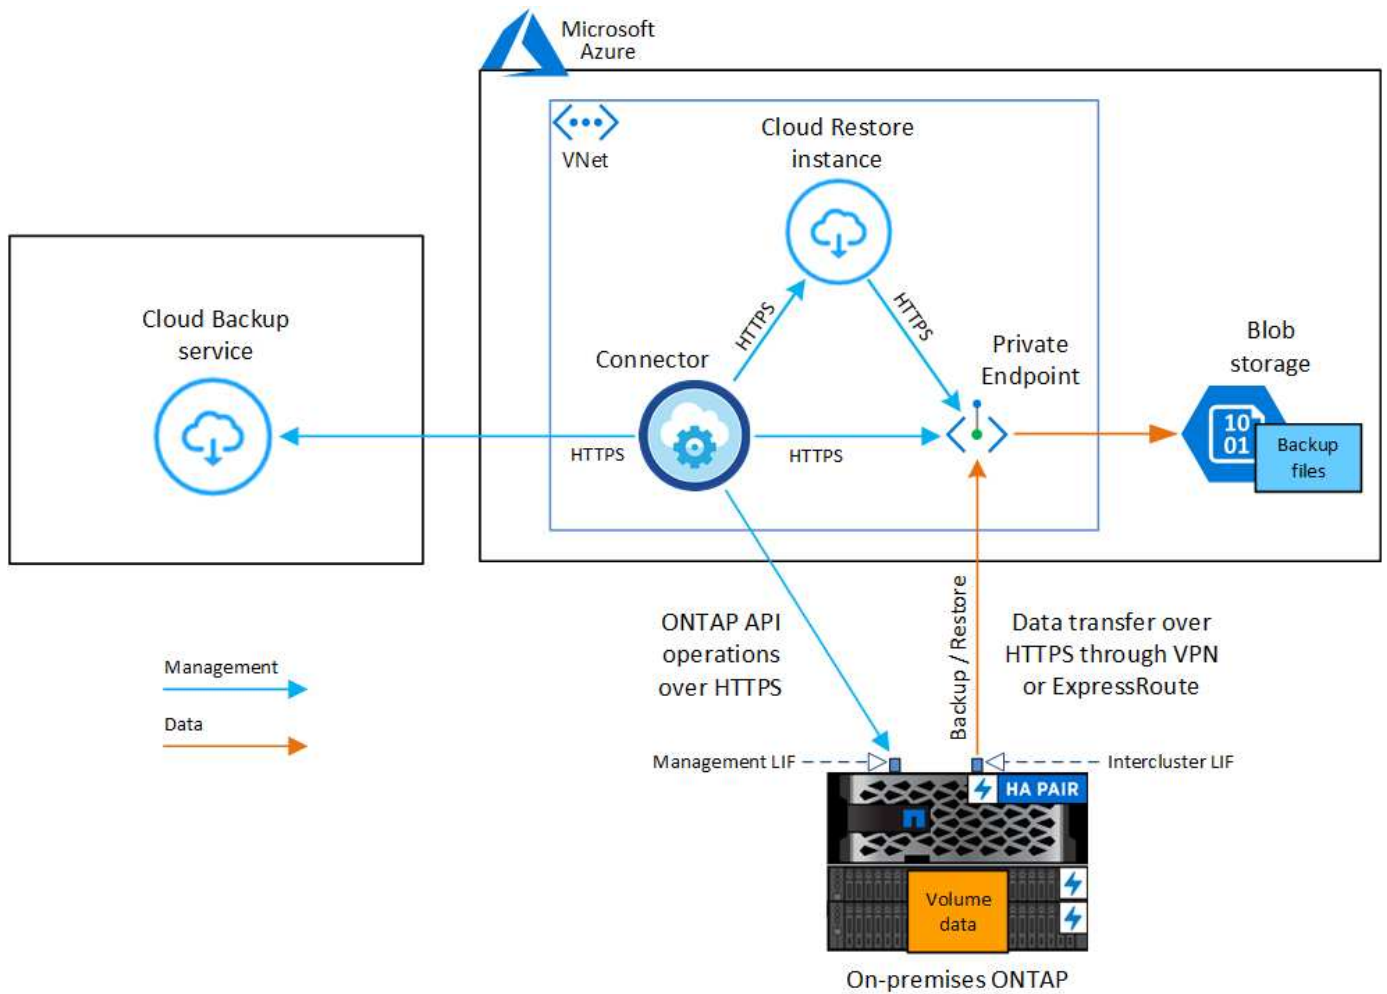 Microsoft
Azure
VNet
Cloud Restore
instance
Cloud Backup
service
Connector
HTTPS
HTTPS
Private
Endpoint
Blob
storage
10
01
Backup
files
HTTPS
HTTPS
ONTAP API
operations
over HTTPS
Backup / Restore
Data transfer over
HTTPS through VPN
or ExpressRoute
Management
Data
Management LIF
Intercluster LIF
HA PAIR
Volume
data
On-premises ONTAP